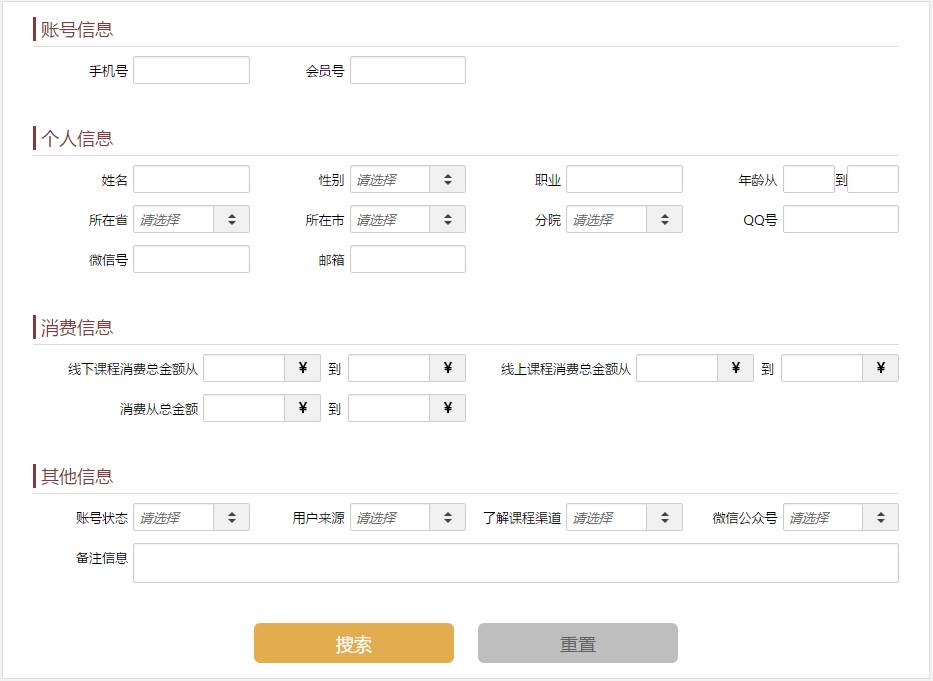 账号信息
手机号 会员号
个人信息
姓名 性别 请选择 职业 年龄从 到
所在省 请选择 所在市 请选择 分院 请选择 QQ号
微信号 邮箱
消费信息
线下课程消费总金额从 ¥ 到 ¥ 线上课程消费总金额从 ¥ 到 ¥
消费从总金额 ¥ 到 ¥
其他信息
账号状态 请选择 用户来源 请选择 了解课程渠道 请选择 微信公众号 请选择
备注信息
搜索 重置